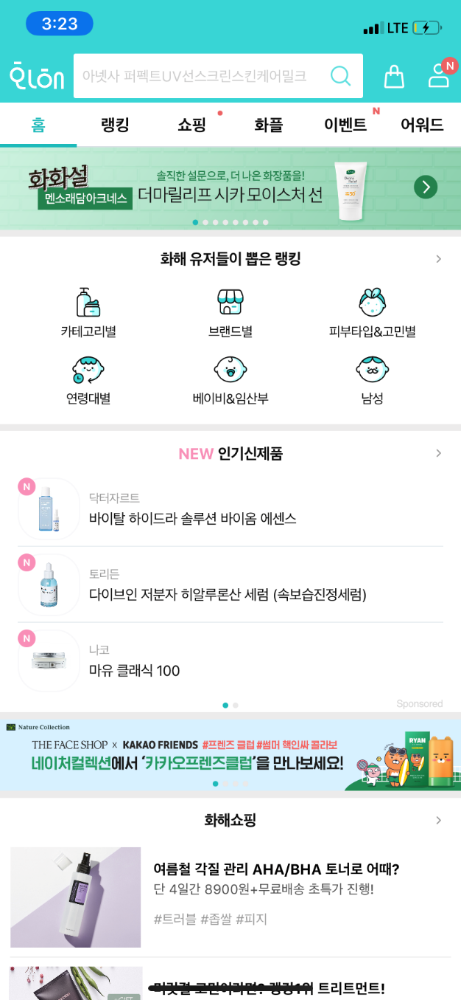 3:23
LTE
아넷사 퍼펙트UV선스크린스킨케어밀크
N
홈 랭킹 쇼핑 화플 이벤트 N 어워드
화화설
솔직한 설문으로, 더 나은 화장품을!
멘소래담아크네스 더마릴리프 시카 모이스처 선
화해 유저들이 뽑은 랭킹
카테고리별 브랜드별 피부타입&고민별
연령대별 베이비&임산부 남성
NEW 인기신제품
N
닥터자르트
바이탈 하이드라 솔루션 바이옴 에센스
N
토리든
다이브인 저분자 히알루론산 세럼 (속보습진정세럼)
N
나코
마유 클래식 100
Sponsored
Nature Collection
THE FACE SHOP x KAKAO FRIENDS #프렌즈 클럽 #썸머 핵인싸 콜라보
네이처컬렉션에서 ‘카카오프렌즈클럽’을 만나보세요!
RYAN
화해쇼핑
여름철 각질 관리 AHA/BHA 토너로 어때?
단 4일간 8900원+무료배송 초특가 진행!
#트러블 #좁쌀 #피지
트리트먼트!